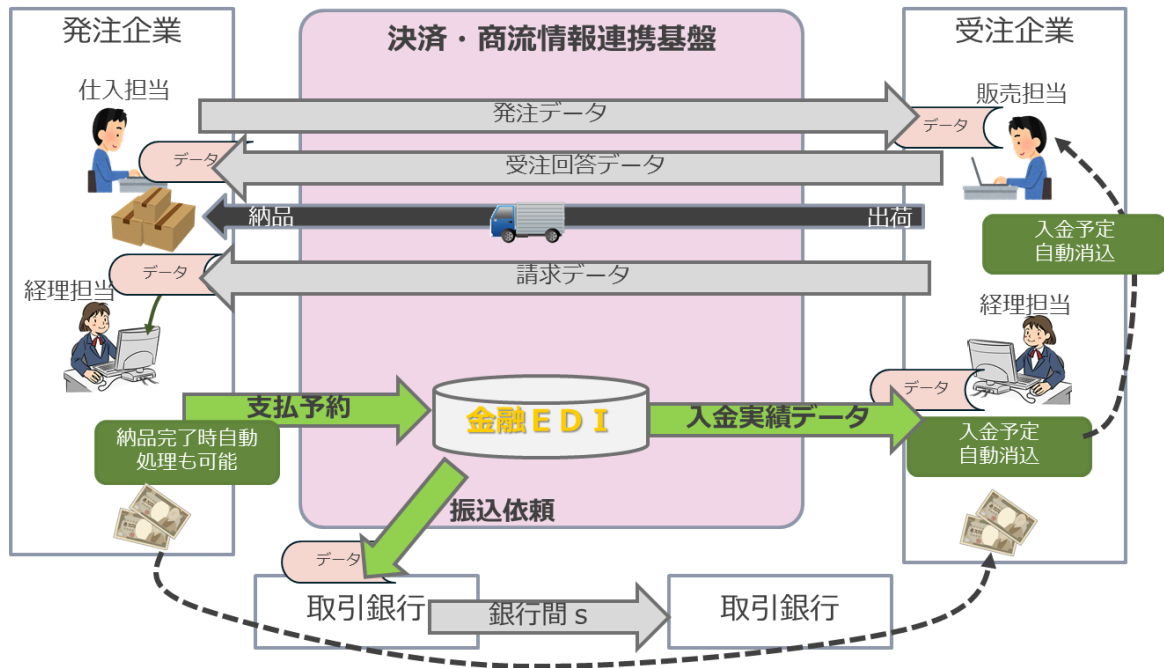 発注企業
決済・商流情報連携基盤
受注企業
仕入担当
販売担当
発注データ
データ
データ
受注回答データ
納品
出荷
入金予定
自動消込
データ
請求データ
経理担当
経理担当
データ
支払予約
金融ＥＤＩ
入金実績データ
納品完了時自動
処理も可能
入金予定
自動消込
振込依頼
データ
取引銀行
銀行間ｓ
取引銀行